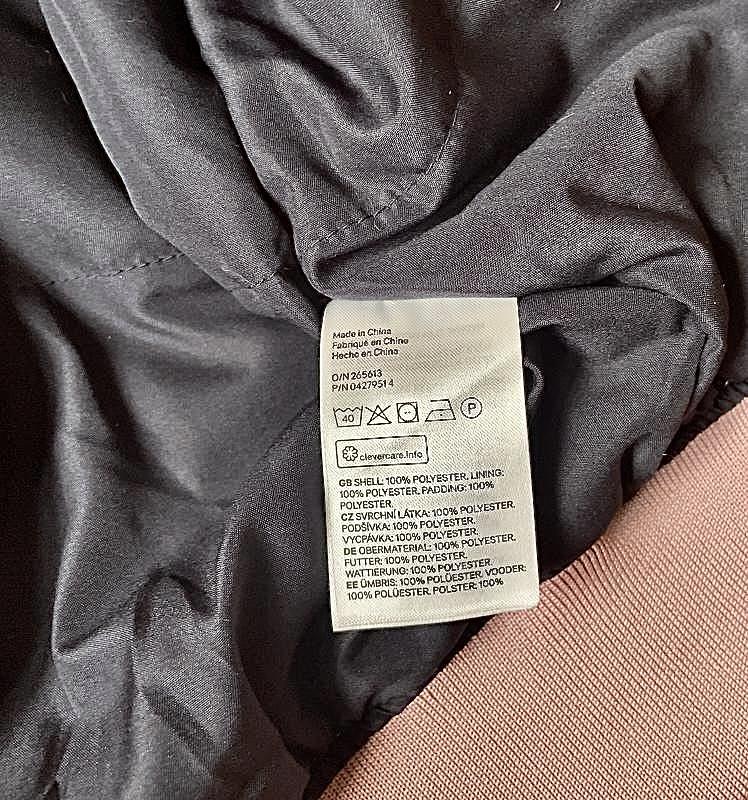 Made in China
Fabriqué en Chine
Hecho en China
O/N 265613
P/N 04279514
40 P
clevercare.info
GB SHELL: 100% POLYESTER. LINING:
100% POLYESTER. PADDING: 100%
POLYESTER.
CZ SVRCHNÍ LÁTKA: 100% POLYESTER.
PODŠÍVKA: 100% POLYESTER.
VYCPÁVKA: 100% POLYESTER.
DE OBERMATERIAL: 100% POLYESTER.
FUTTER: 100% POLYESTER.
WATTIERUNG: 100% POLYESTER.
EE ÜMBRIS: 100% POLÜESTER. VOODER:
100% POLÜESTER. POLSTER: 100%